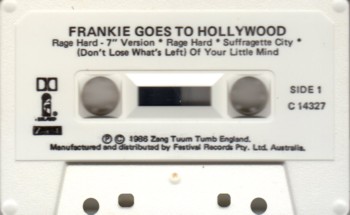 FRANKIE GOES TO HOLLYWOOD
Rage Hard - 7" Version * Rage Hard * Suffragette City *
(Don't Lose What's Left) Of Your Little Mind
SIDE 1
C 14327
Ⓟ © 1986 Zang Tuum Tumb England.
Manufactured and distributed by Festival Records Pty. Ltd. Australia.